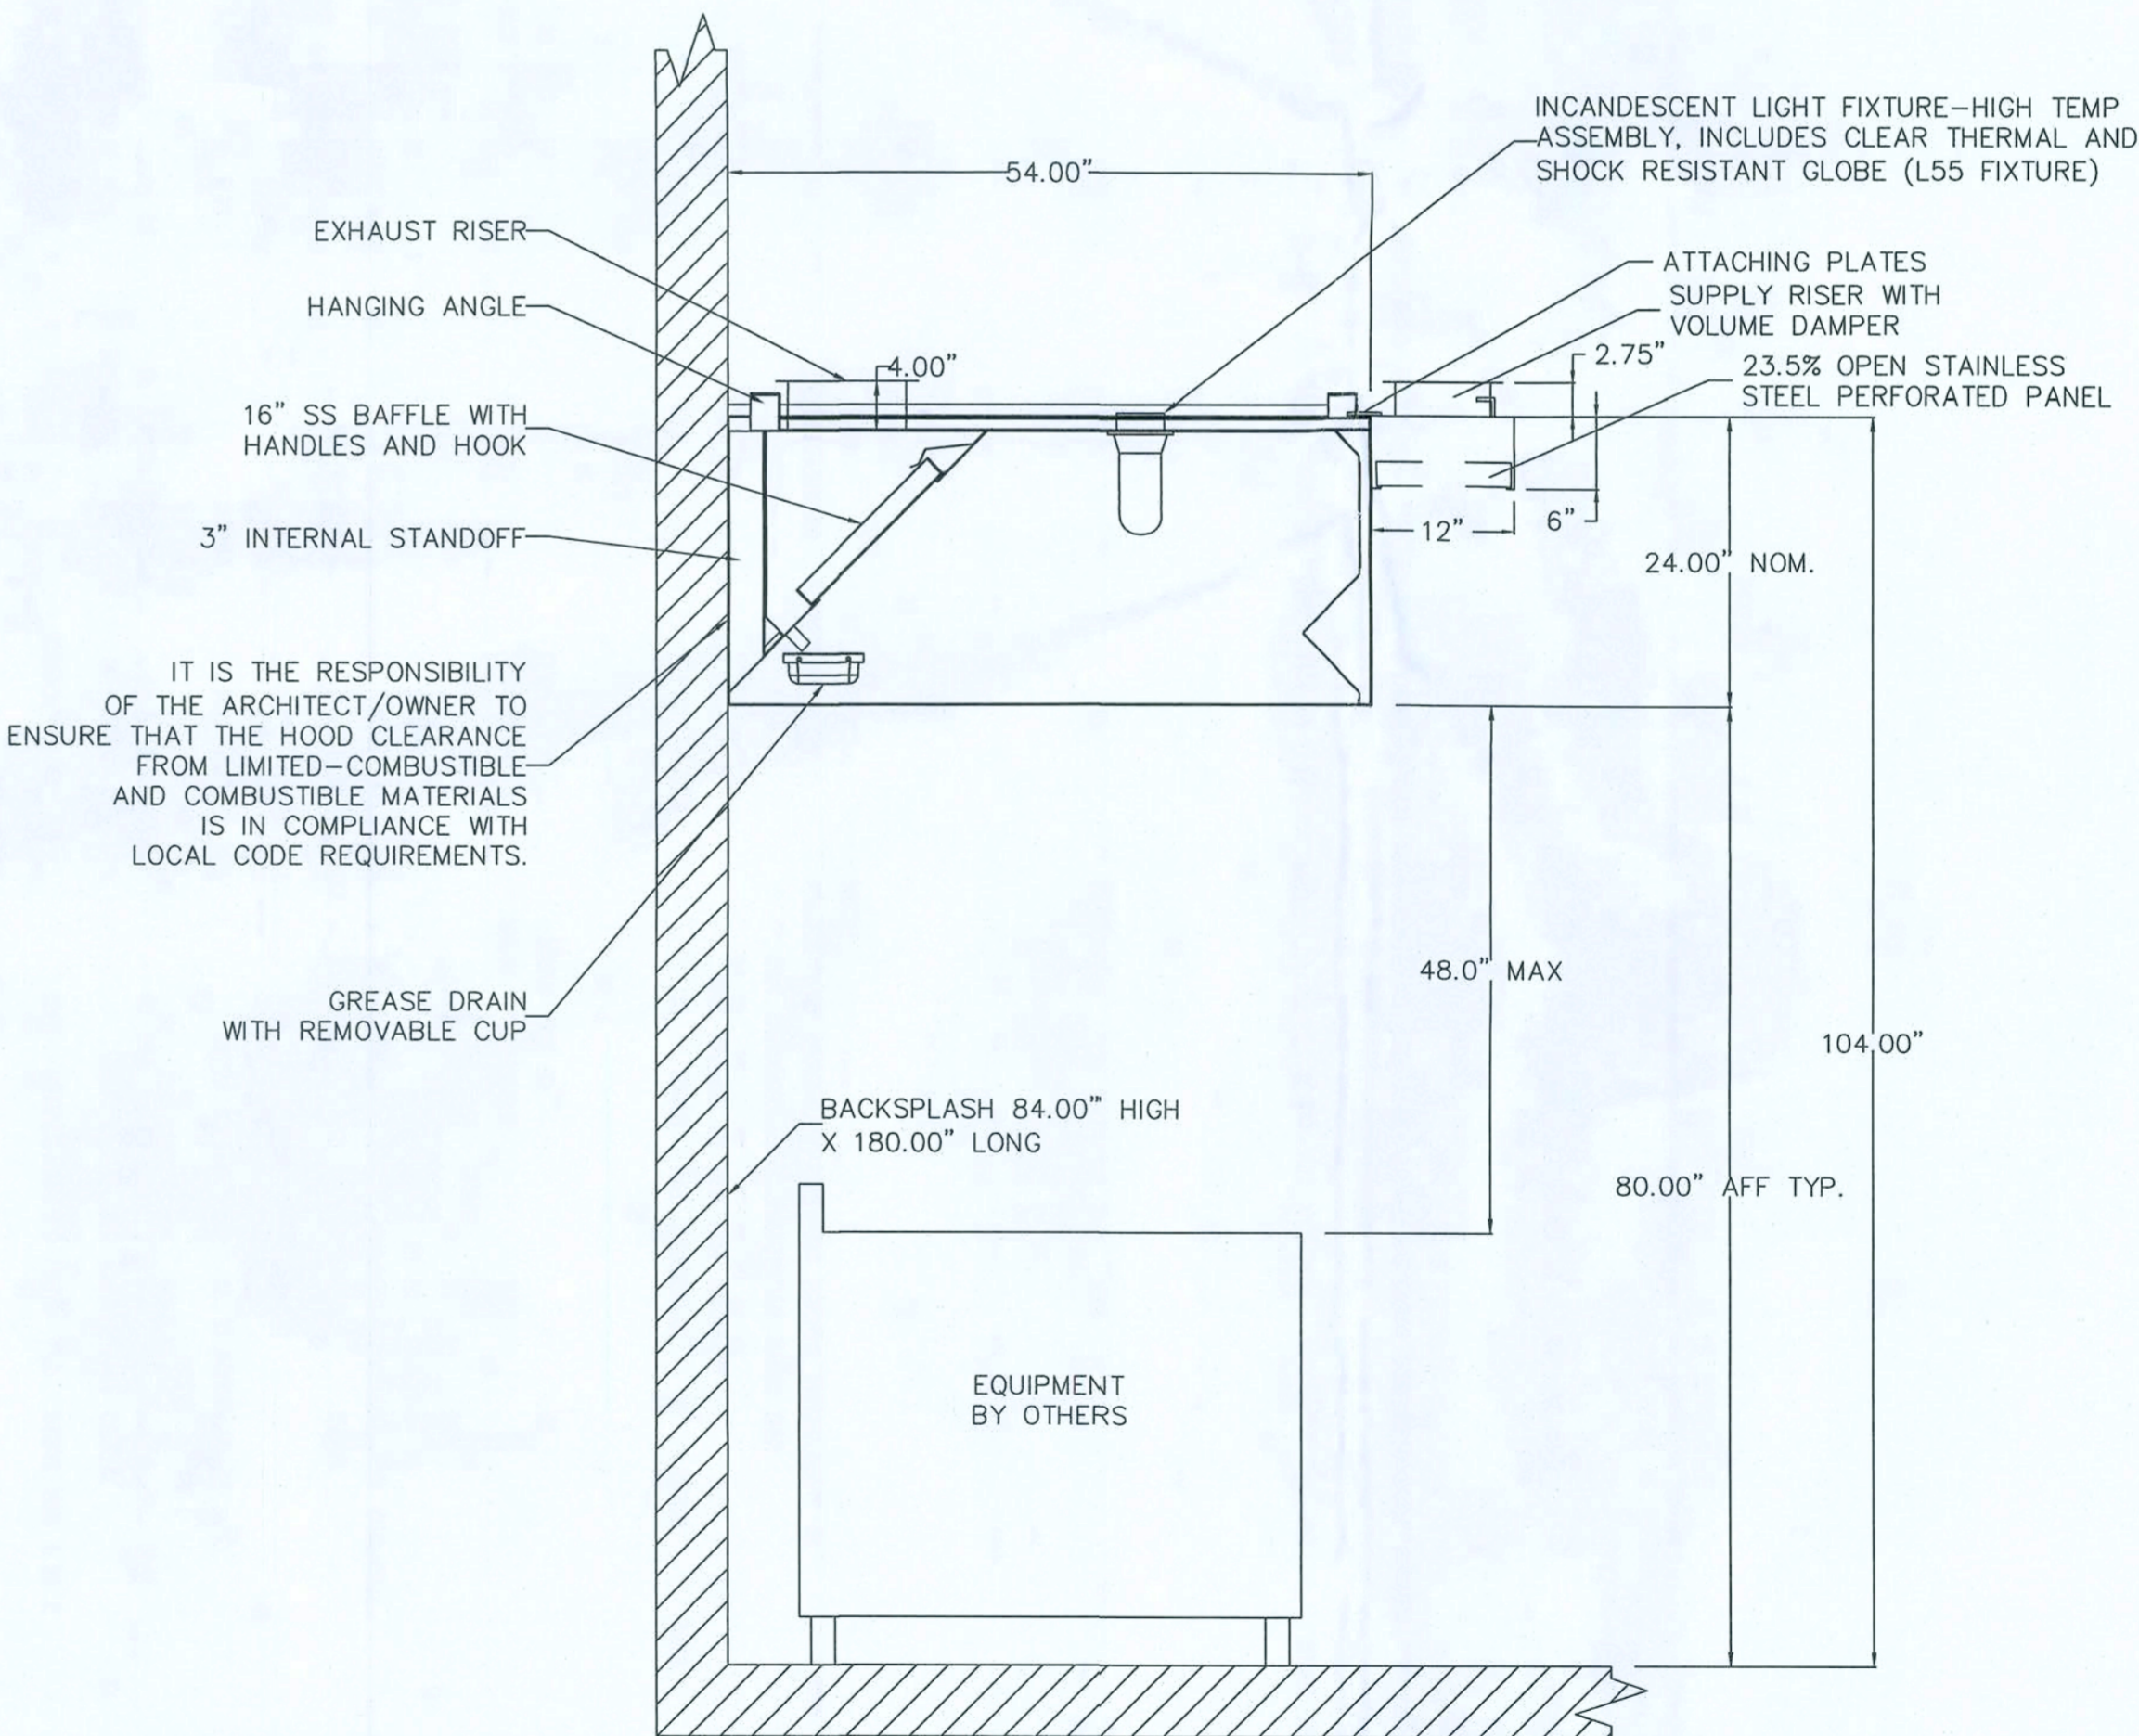 INCANDESCENT LIGHT FIXTURE-HIGH TEMP
ASSEMBLY, INCLUDES CLEAR THERMAL AND
SHOCK RESISTANT GLOBE (L55 FIXTURE)
54.00"
EXHAUST RISER
HANGING ANGLE
16" SS BAFFLE WITH
HANDLES AND HOOK
3" INTERNAL STANDOFF
IT IS THE RESPONSIBILITY
OF THE ARCHITECT/OWNER TO
ENSURE THAT THE HOOD CLEARANCE
FROM LIMITED-COMBUSTIBLE
AND COMBUSTIBLE MATERIALS
IS IN COMPLIANCE WITH
LOCAL CODE REQUIREMENTS.
GREASE DRAIN
WITH REMOVABLE CUP
4.00"
ATTACHING PLATES
SUPPLY RISER WITH
VOLUME DAMPER
2.75"
23.5% OPEN STAINLESS
STEEL PERFORATED PANEL
12"
6"
24.00" NOM.
48.0" MAX
104.00"
80.00" AFF TYP.
BACKSPLASH 84.00" HIGH
X 180.00" LONG
EQUIPMENT
BY OTHERS